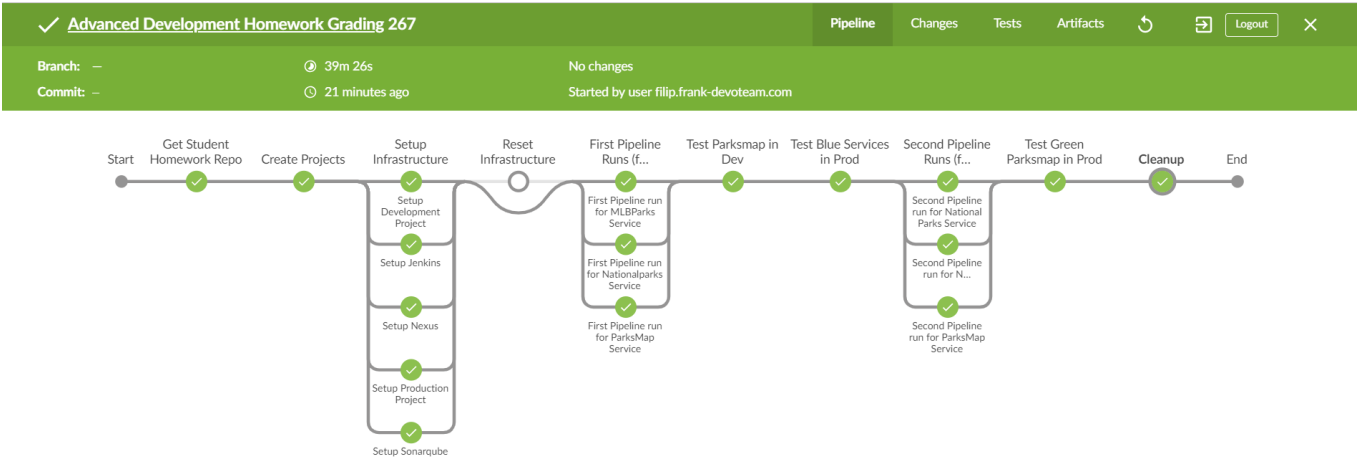 Advanced Development Homework Grading 267
Pipeline
Changes
Tests
Artifacts
Logout
Branch: —
39m 26s
No changes
Commit: —
21 minutes ago
Started by user filip.frank-devoteam.com
Start
Get Student
Homework Repo
Create Projects
Setup
Infrastructure
Reset
Infrastructure
First Pipeline
Runs (f...
Test Parksmap in
Dev
Test Blue Services
in Prod
Second Pipeline
Runs (f...
Test Green
Parksmap in Prod
Cleanup
End
Setup
Development
Project
Setup Jenkins
Setup Nexus
Setup Production
Project
Setup Sonarqube
First Pipeline run
for MLBParks
Service
First Pipeline run
for Nationalparks
Service
First Pipeline run
for ParksMap
Service
Second Pipeline
run for National
Parks Service
Second Pipeline
run for N...
Second Pipeline
run for ParksMap
Service